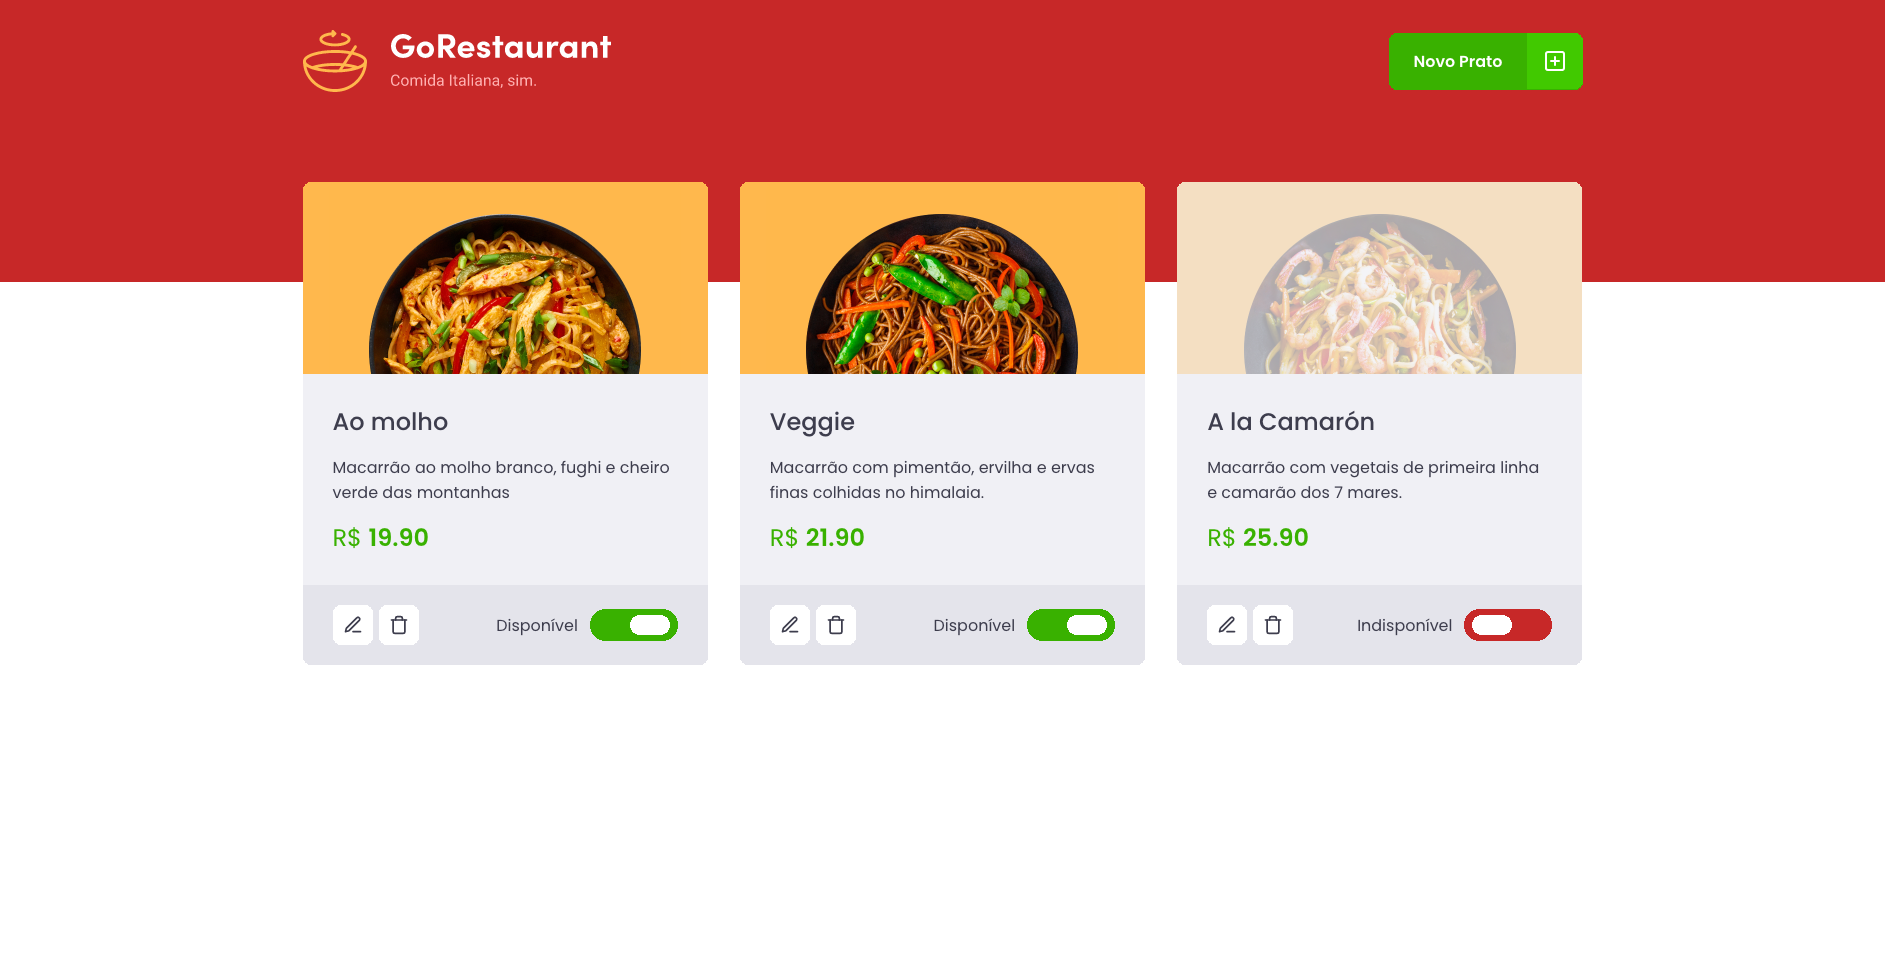 GoRestaurant
Comida Italiana, sim.
Novo Prato
Ao molho
Macarrão ao molho branco, fughi e cheiro
verde das montanhas
R$ 19.90
Disponível
Veggie
Macarrão com pimentão, ervilha e ervas
finas colhidas no himalaia.
R$ 21.90
Disponível
A la Camarón
Macarrão com vegetais de primeira linha
e camarão dos 7 mares.
R$ 25.90
Indisponível